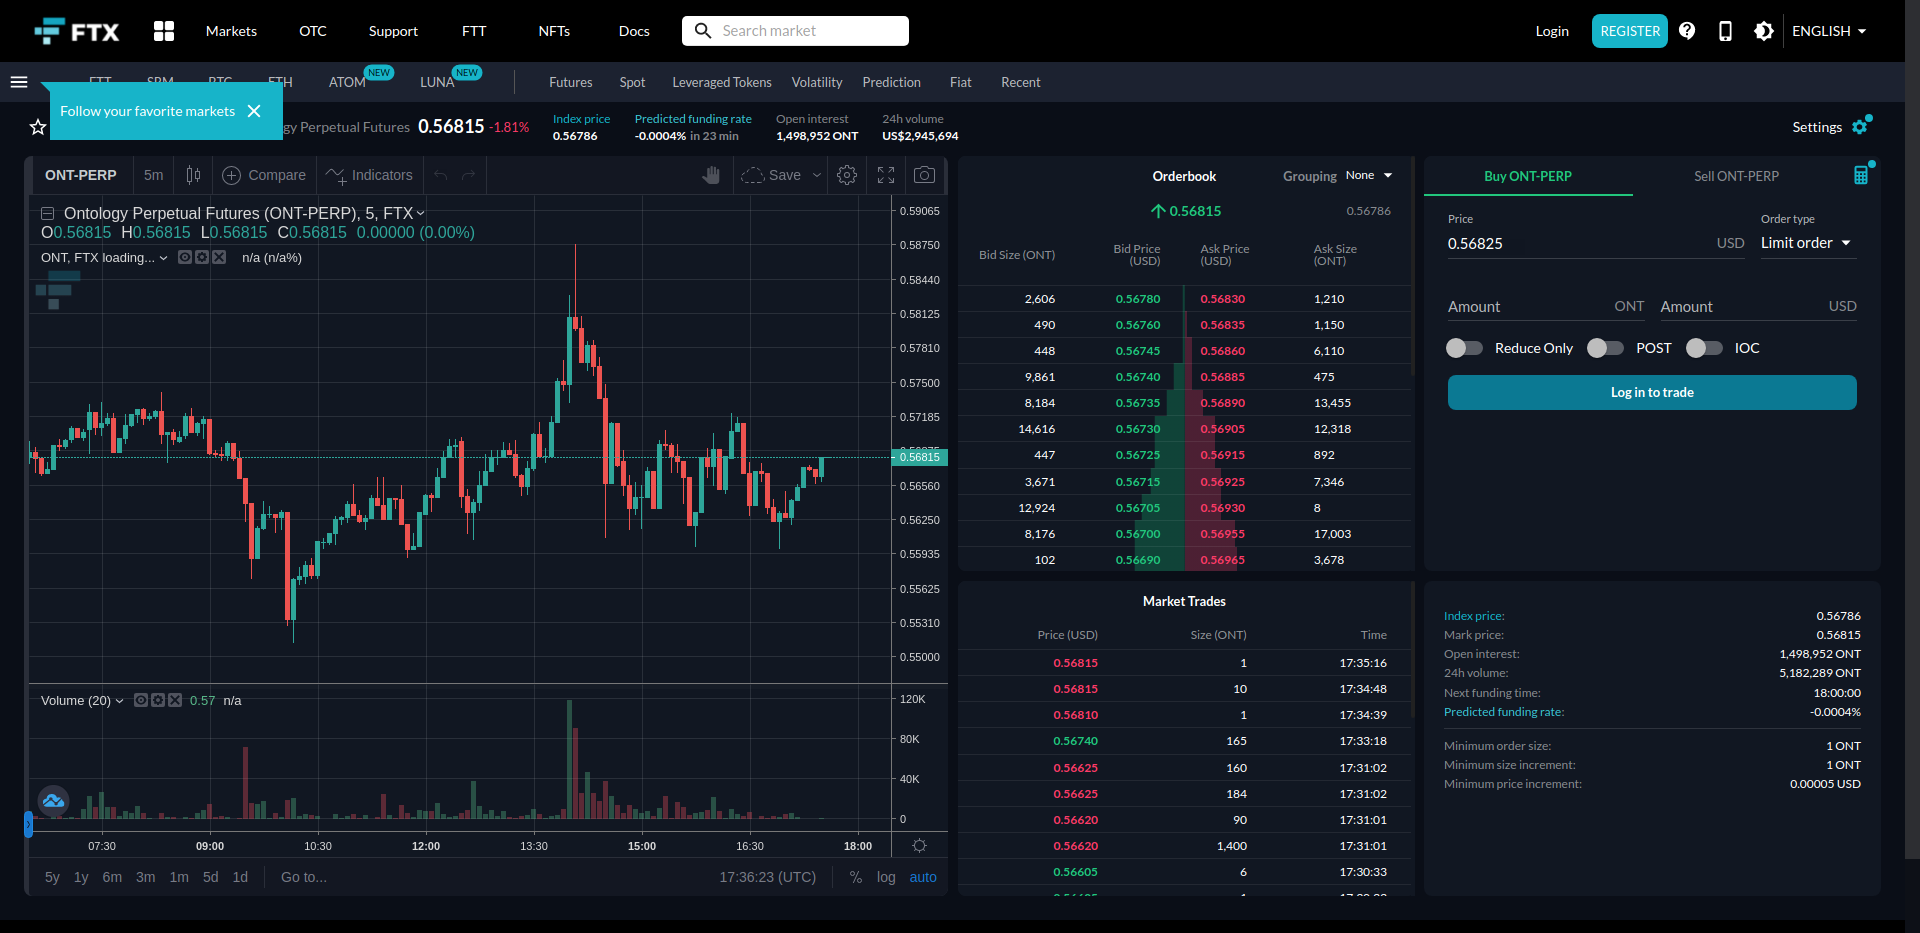 FTX Markets OTC Support FTT NFTs Docs Search market Login REGISTER ENGLISH
ATOM NEW LUNA NEW Futures Spot Leveraged Tokens Volatility Prediction Fiat Recent
Follow your favorite markets
gy Perpetual Futures 0.56815 -1.81%
Index price
0.56786
Predicted funding rate
-0.0004% in 23 min
Open interest
1,498,952 ONT
24h volume
US$2,945,694
Settings
ONT-PERP 5m Compare Indicators Save
Ontology Perpetual Futures (ONT-PERP), 5, FTX
O0.56815 H0.56815 L0.56815 C0.56815 0.00000 (0.00%)
ONT, FTX loading... n/a (n/a%)
0.59065
0.58750
0.58440
0.58125
0.57810
0.57500
0.57185
0.56815
0.56560
0.56250
0.55935
0.55625
0.55310
0.55000
Volume (20) 0.57 n/a
120K
80K
40K
0
07:30 09:00 10:30 12:00 13:30 15:00 16:30 18:00
5y 1y 6m 3m 1m 5d 1d Go to... 17:36:23 (UTC) % log auto
Orderbook Grouping None
0.56815 0.56786
Bid Size (ONT) Bid Price (USD) Ask Price (USD) Ask Size (ONT)
2,606 0.56780 0.56830 1,210
490 0.56760 0.56835 1,150
448 0.56745 0.56860 6,110
9,861 0.56740 0.56885 475
8,184 0.56735 0.56890 13,455
14,616 0.56730 0.56905 12,318
447 0.56725 0.56915 892
3,671 0.56715 0.56925 7,346
12,924 0.56705 0.56930 8
8,176 0.56700 0.56955 17,003
102 0.56690 0.56965 3,678
Market Trades
Price (USD) Size (ONT) Time
0.56815 1 17:35:16
0.56815 10 17:34:48
0.56810 1 17:34:39
0.56740 165 17:33:18
0.56625 160 17:31:02
0.56625 184 17:31:02
0.56620 90 17:31:01
0.56620 1,400 17:31:01
0.56605 6 17:30:33
Buy ONT-PERP Sell ONT-PERP
Price Order type
0.56825 USD Limit order
Amount ONT Amount USD
Reduce Only POST IOC
Log in to trade
Index price: 0.56786
Mark price: 0.56815
Open interest: 1,498,952 ONT
24h volume: 5,182,289 ONT
Next funding time: 18:00:00
Predicted funding rate: -0.0004%
Minimum order size: 1 ONT
Minimum size increment: 1 ONT
Minimum price increment: 0.00005 USD